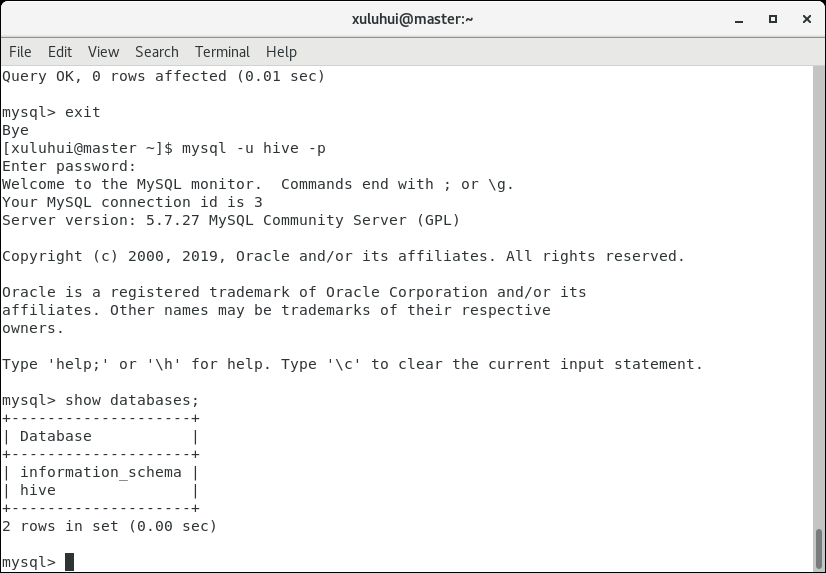 xuluhui@master:~
File Edit View Search Terminal Help
Query OK, 0 rows affected (0.01 sec)
mysql> exit
Bye
[xuluhui@master ~]$ mysql -u hive -p
Enter password:
Welcome to the MySQL monitor.  Commands end with ; or \g.
Your MySQL connection id is 3
Server version: 5.7.27 MySQL Community Server (GPL)
Copyright (c) 2000, 2019, Oracle and/or its affiliates. All rights reserved.
Oracle is a registered trademark of Oracle Corporation and/or its
affiliates. Other names may be trademarks of their respective
owners.
Type 'help;' or '\h' for help. Type '\c' to clear the current input statement.
mysql> show databases;
+--------------------+
| Database           |
+--------------------+
| information_schema |
| hive               |
+--------------------+
2 rows in set (0.00 sec)
mysql>